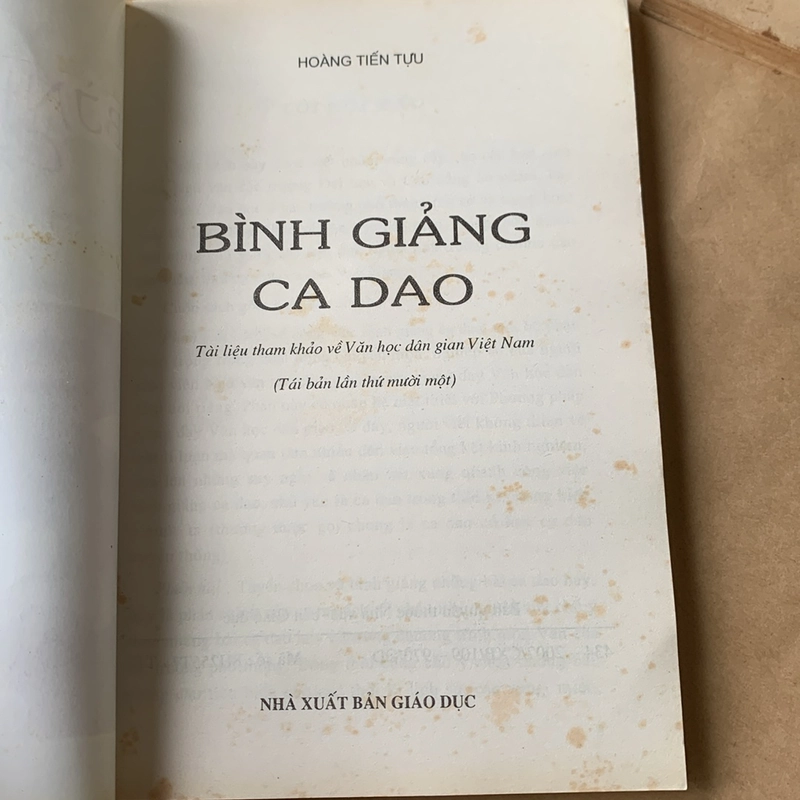 HOÀNG TIẾN TỰU
BÌNH GIẢNG
CA DAO
Tài liệu tham khảo về Văn học dân gian Việt Nam
(Tái bản lần thứ mười một)
NHÀ XUẤT BẢN GIÁO DỤC